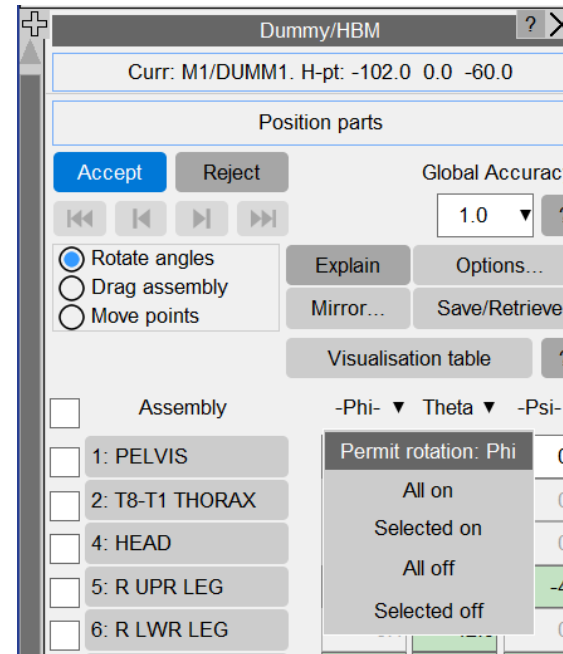 Dummy/HBM ?
Curr: M1/DUMM1. H-pt: -102.0 0.0 -60.0
Position parts
Accept Reject Global Accurac
1.0
Rotate angles
Drag assembly
Move points
Explain Options...
Mirror... Save/Retrieve
Visualisation table
Assembly -Phi- Theta -Psi-
1: PELVIS
2: T8-T1 THORAX
4: HEAD
5: R UPR LEG
6: R LWR LEG
Permit rotation: Phi
All on
Selected on
All off
Selected off